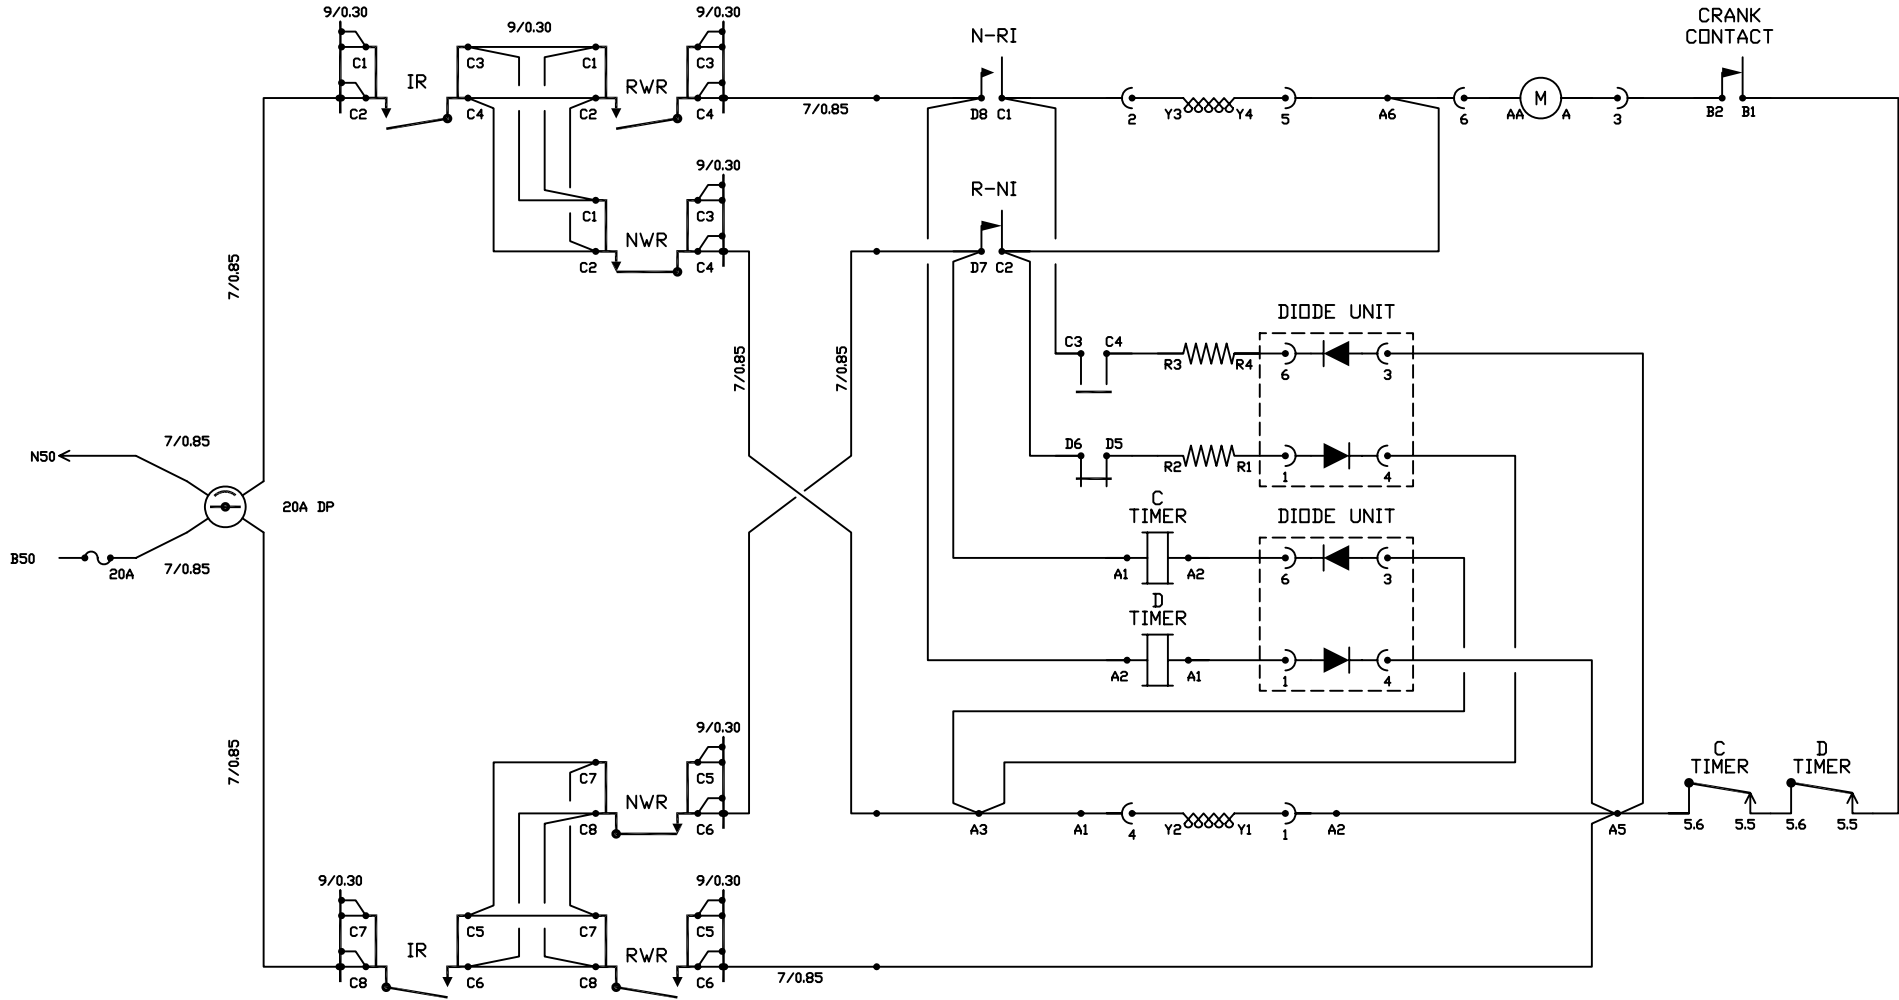 9/0.30
9/0.30
9/0.30
N-RI
CRANK
CONTACT
C1
IR
C3
C1
RWR
C3
M
C2
C4
C2
C4
7/0.85
D8 C1
2
Y3
Y4
5
A6
6
AA
A
3
B2
B1
9/0.30
R-NI
C1
NWR
C3
C2
C4
D7 C2
7/0.85
DIODE UNIT
7/0.85
7/0.85
C3
C4
R3
R4
6
3
7/0.85
N50
D6
D5
R2
R1
1
4
20A DP
C
TIMER
DIODE UNIT
B50
20A
7/0.85
A1
A2
6
3
D
TIMER
A2
A1
1
4
7/0.85
9/0.30
C7
NWR
C5
C
TIMER
D
TIMER
C8
C6
A3
A1
4
Y2
Y1
1
A2
A5
5.6
5.5
5.6
5.5
9/0.30
9/0.30
C7
IR
C5
C7
RWR
C5
C8
C6
C8
C6
7/0.85